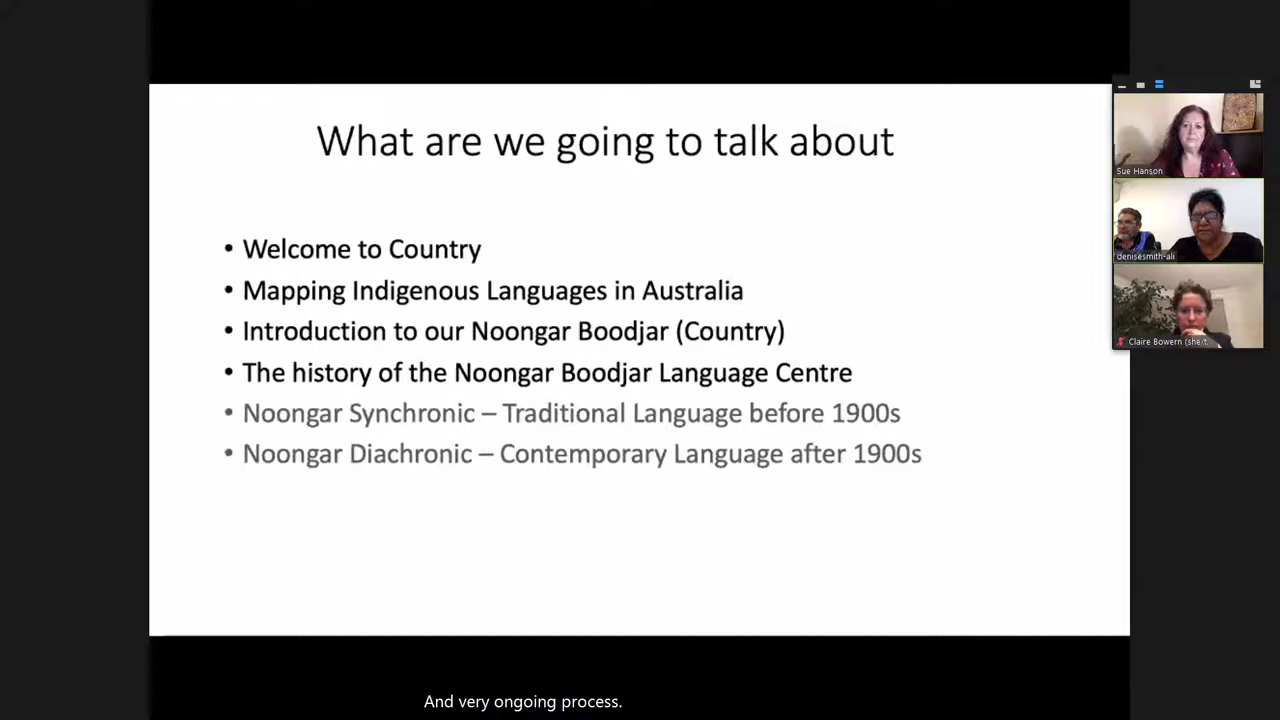 What are we going to talk about
• Welcome to Country
• Mapping Indigenous Languages in Australia
• Introduction to our Noongar Boodjar (Country)
• The history of the Noongar Boodjar Language Centre
• Noongar Synchronic – Traditional Language before 1900s
• Noongar Diachronic – Contemporary Language after 1900s
Sue Hanson
denisesmith-ali
Claire Bowern (she/t...
And very ongoing process.